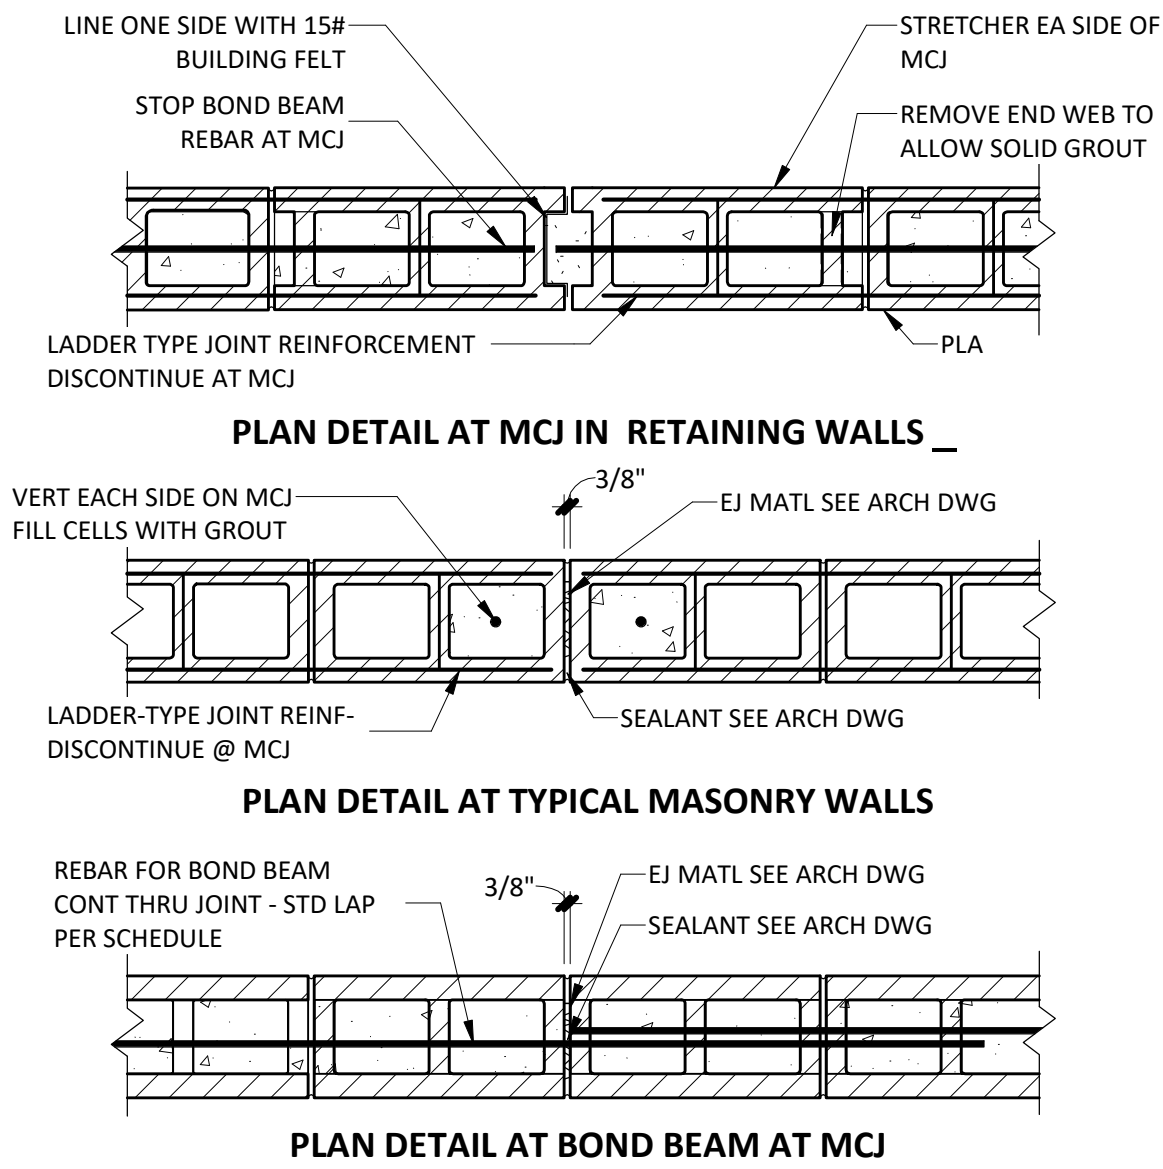 LINE ONE SIDE WITH 15#
BUILDING FELT
STOP BOND BEAM
REBAR AT MCJ
STRETCHER EA SIDE OF
MCJ
REMOVE END WEB TO
ALLOW SOLID GROUT
LADDER TYPE JOINT REINFORCEMENT
DISCONTINUE AT MCJ
PLA
PLAN DETAIL AT MCJ IN RETAINING WALLS _
3/8"
VERT EACH SIDE ON MCJ
FILL CELLS WITH GROUT
EJ MATL SEE ARCH DWG
LADDER-TYPE JOINT REINF-
DISCONTINUE @ MCJ
SEALANT SEE ARCH DWG
PLAN DETAIL AT TYPICAL MASONRY WALLS
REBAR FOR BOND BEAM
CONT THRU JOINT - STD LAP
PER SCHEDULE
3/8"
EJ MATL SEE ARCH DWG
SEALANT SEE ARCH DWG
PLAN DETAIL AT BOND BEAM AT MCJ